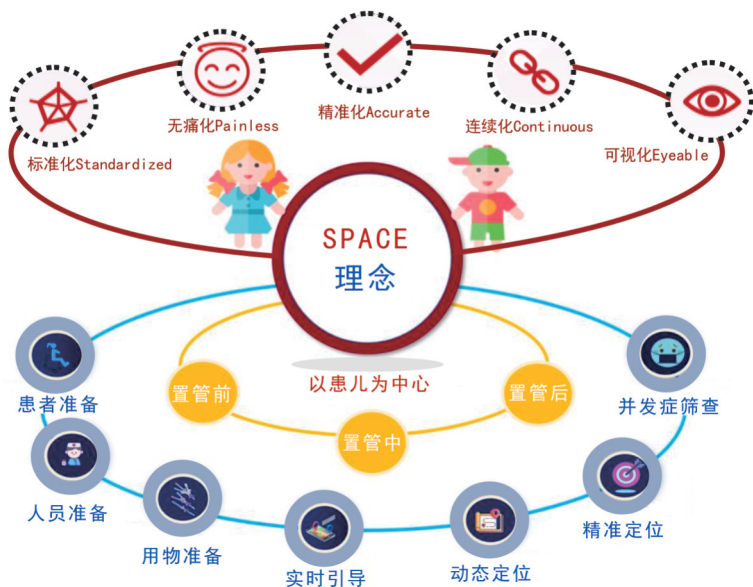 标准化Standardized
无痛化Painless
精准化Accurate
连续化Continuous
可视化Eyeable
SPACE
理念
以患儿为中心
置管前
置管中
置管后
患者准备
人员准备
用物准备
实时引导
动态定位
精准定位
并发症筛查